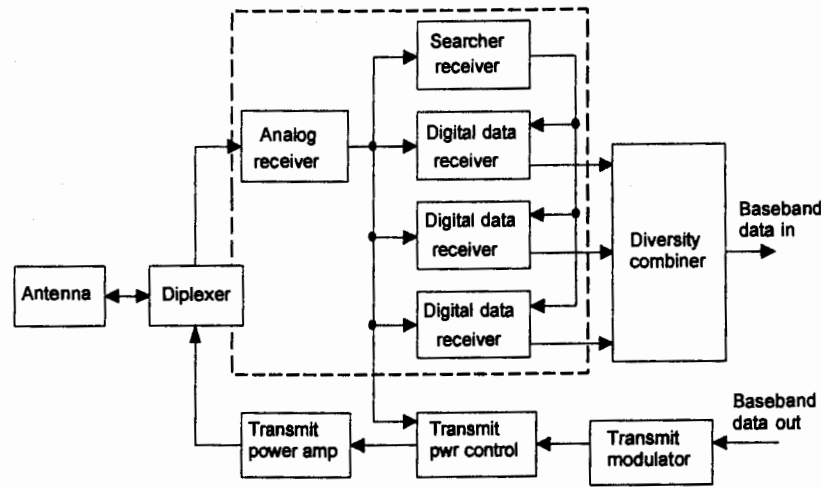 Searcher
receiver
Analog
receiver
Digital data
receiver
Digital data
receiver
Digital data
receiver
Antenna
Diplexer
Diversity
combiner
Baseband
data in
Transmit
power amp
Transmit
pwr control
Transmit
modulator
Baseband
data out